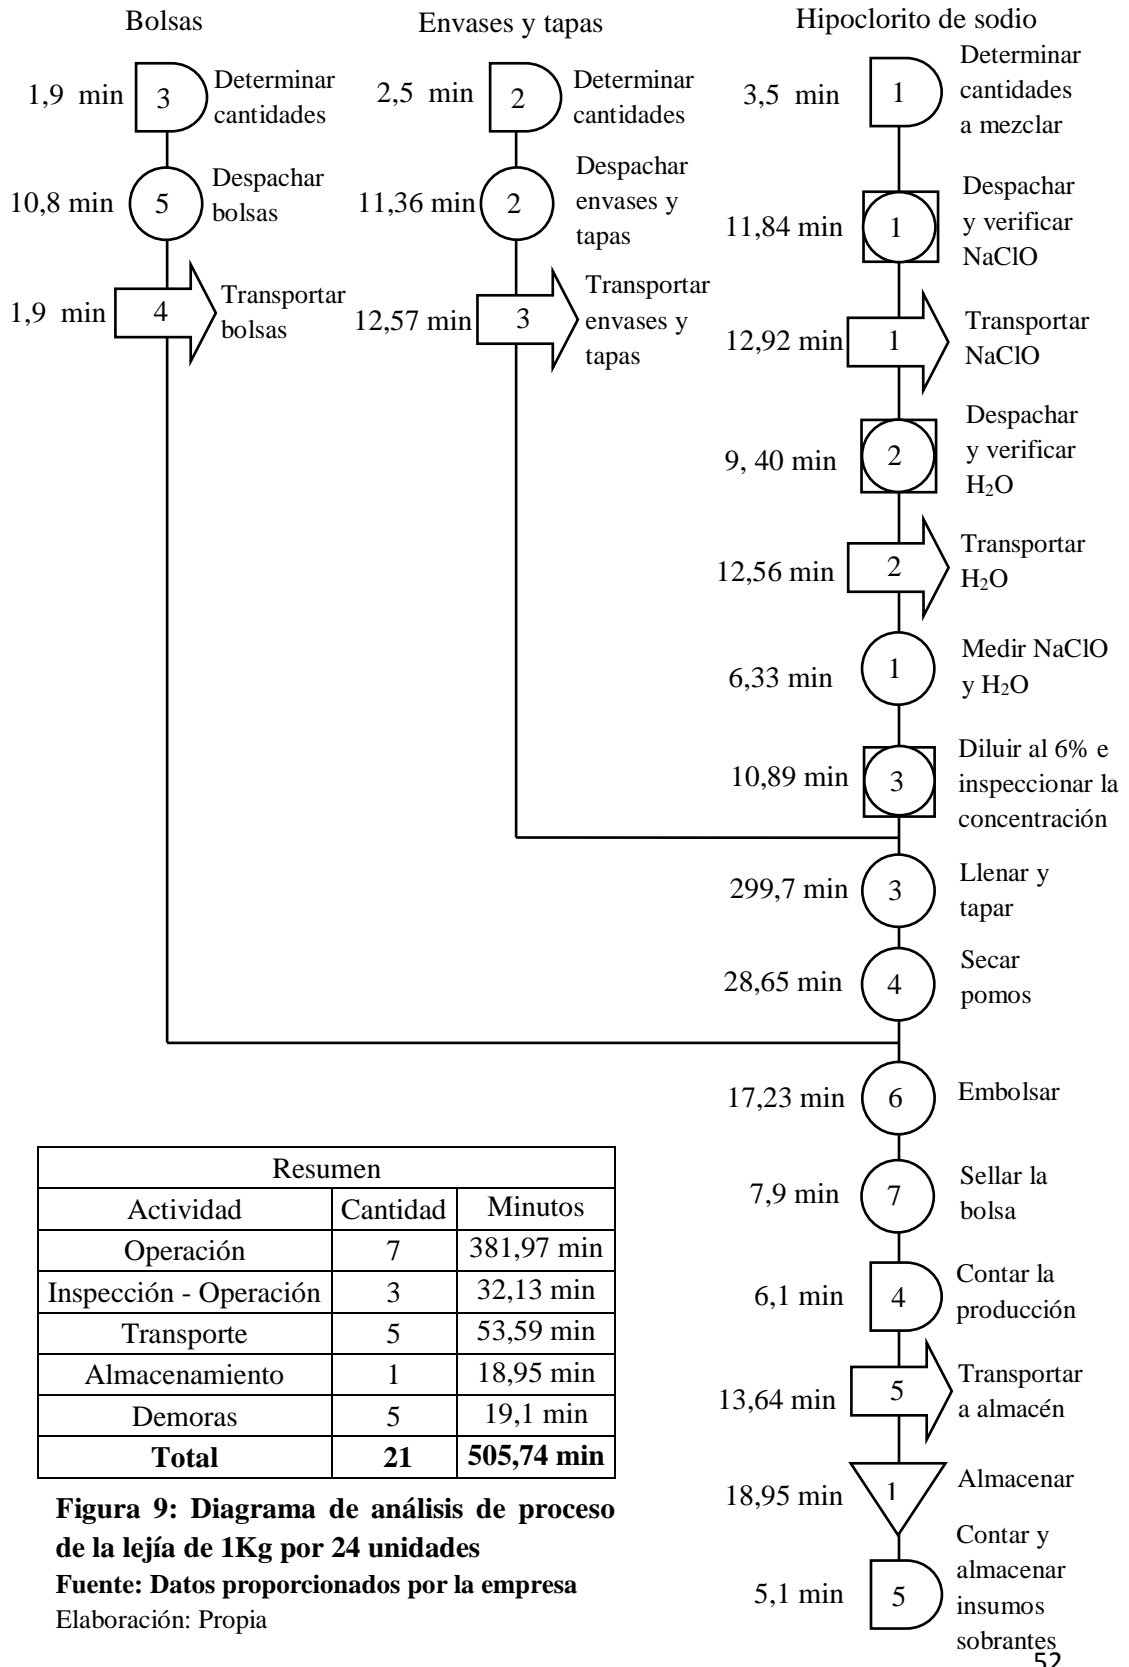 Bolsas
1,9 min
3
Determinar
cantidades
10,8 min
5
Despachar
bolsas
1,9 min
4
Transportar
bolsas
Envases y tapas
2,5 min
2
Determinar
cantidades
11,36 min
2
Despachar
envases y
tapas
12,57 min
3
Transportar
envases y
tapas
Hipoclorito de sodio
3,5 min
1
Determinar
cantidades
a mezclar
11,84 min
1
Despachar
y verificar
NaClO
12,92 min
1
Transportar
NaClO
9, 40 min
2
Despachar
y verificar
H₂O
12,56 min
2
Transportar
H₂O
6,33 min
1
Medir NaClO
y H₂O
10,89 min
3
Diluir al 6% e
inspeccionar la
concentración
299,7 min
3
Llenar y
tapar
28,65 min
4
Secar
pomos
17,23 min
6
Embolsar
7,9 min
7
Sellar la
bolsa
6,1 min
4
Contar la
producción
13,64 min
5
Transportar
a almacén
18,95 min
1
Almacenar
5,1 min
5
Contar y
almacenar
insumos
sobrantes
Resumen
Actividad Cantidad Minutos
Operación 7 381,97 min
Inspección - Operación 3 32,13 min
Transporte 5 53,59 min
Almacenamiento 1 18,95 min
Demoras 5 19,1 min
Total 21 505,74 min
Figura 9: Diagrama de análisis de proceso
de la lejía de 1Kg por 24 unidades
Fuente: Datos proporcionados por la empresa
Elaboración: Propia
52